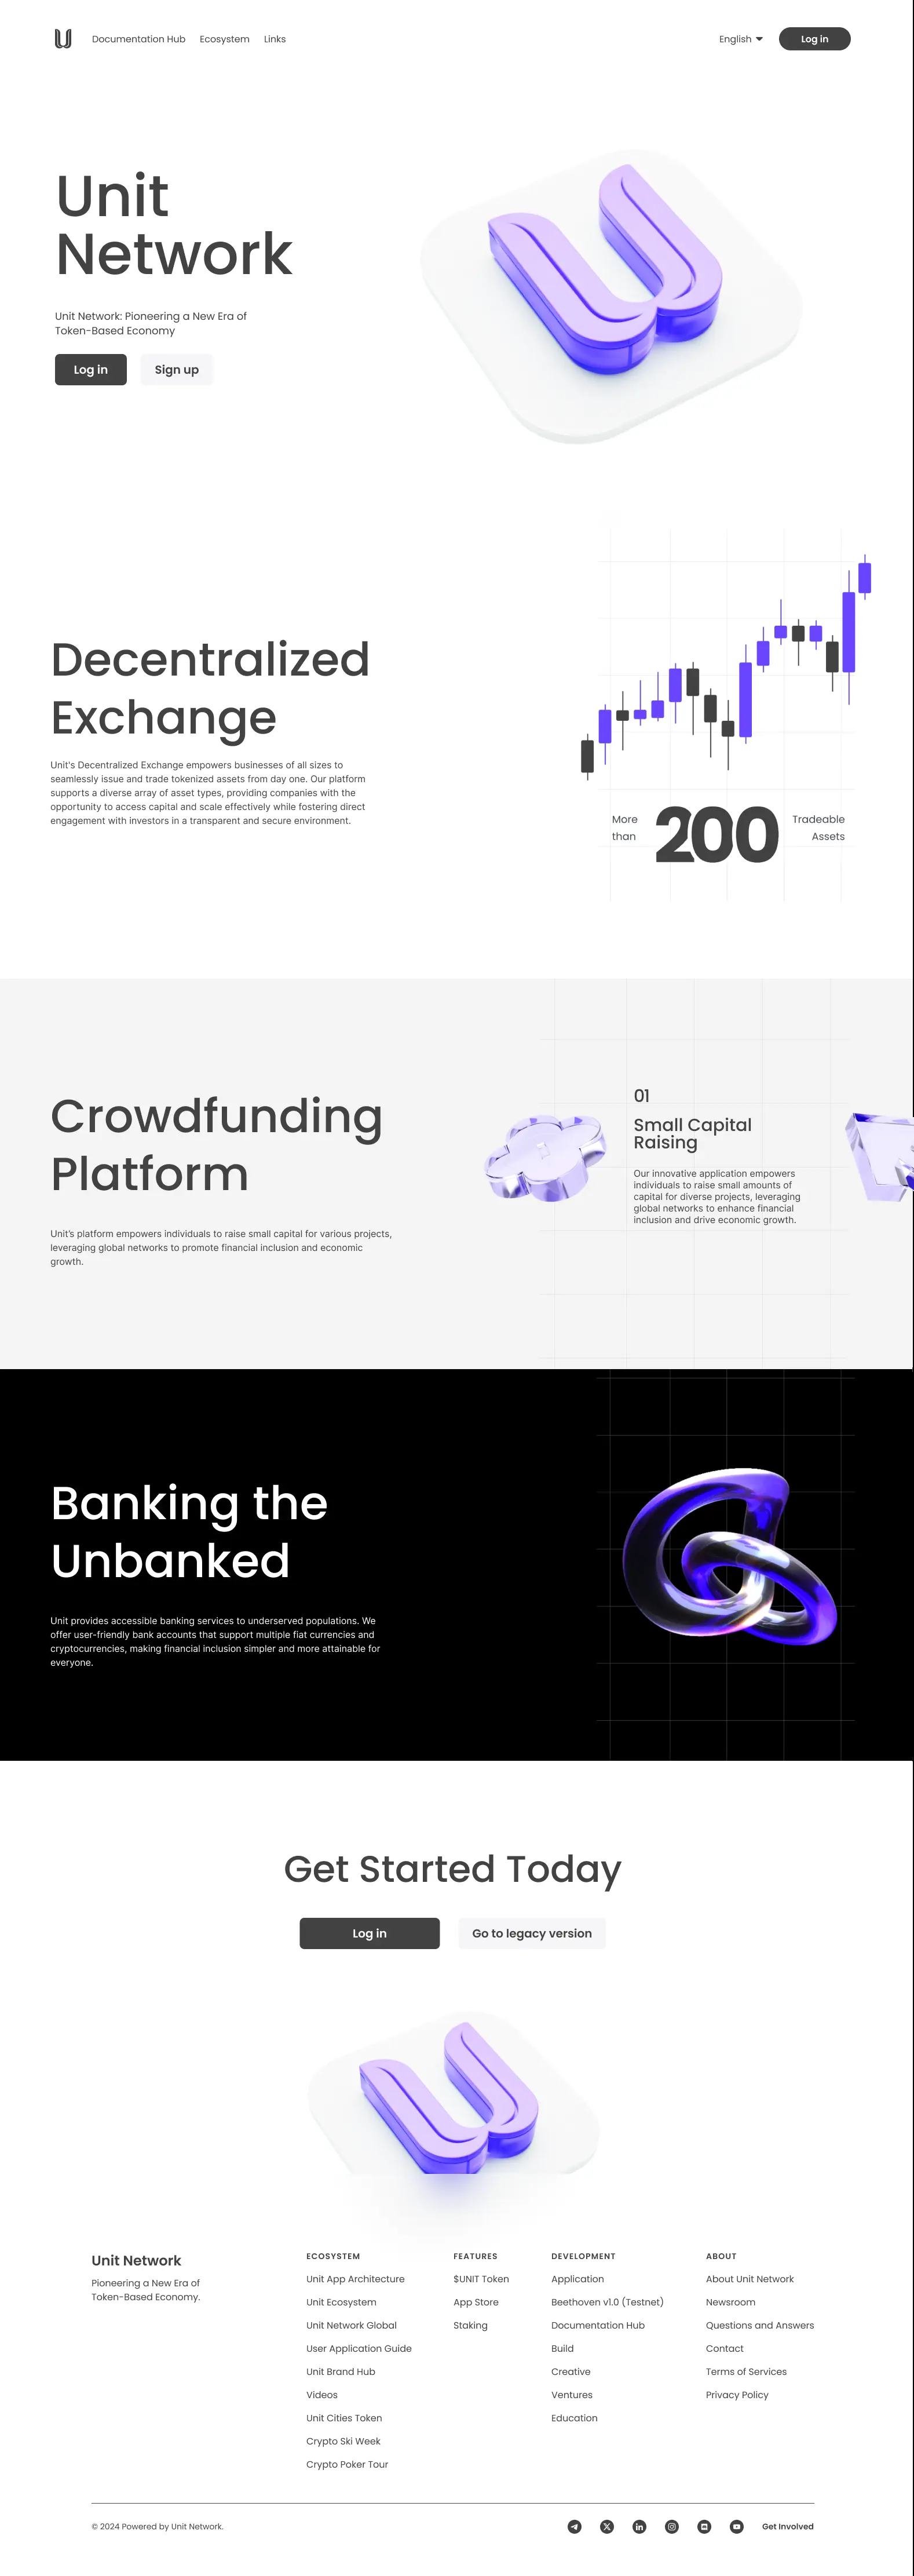 Documentation Hub Ecosystem Links English Log in
Unit
Network
Unit Network: Pioneering a New Era of
Token-Based Economy
Log in Sign up
Decentralized
Exchange
Unit's Decentralized Exchange empowers businesses of all sizes to
seamlessly issue and trade tokenized assets from day one. Our platform
supports a diverse array of asset types, providing companies with the
opportunity to access capital and scale effectively while fostering direct
engagement with investors in a transparent and secure environment.
More
than
200
Tradeable
Assets
Crowdfunding
Platform
Unit's platform empowers individuals to raise small capital for various projects,
leveraging global networks to promote financial inclusion and economic
growth.
01
Small Capital
Raising
Our innovative application empowers
individuals to raise small amounts of
capital for diverse projects, leveraging
global networks to enhance financial
inclusion and drive economic growth.
Banking the
Unbanked
Unit provides accessible banking services to underserved populations. We
offer user-friendly bank accounts that support multiple fiat currencies and
cryptocurrencies, making financial inclusion simpler and more attainable for
everyone.
Get Started Today
Log in Go to legacy version
Unit Network
Pioneering a New Era of
Token-Based Economy.
ECOSYSTEM
Unit App Architecture
Unit Ecosystem
Unit Network Global
User Application Guide
Unit Brand Hub
Videos
Unit Cities Token
Crypto Ski Week
Crypto Poker Tour
FEATURES
$UNIT Token
App Store
Staking
DEVELOPMENT
Application
Beethoven v1.0 (Testnet)
Documentation Hub
Build
Creative
Ventures
Education
ABOUT
About Unit Network
Newsroom
Questions and Answers
Contact
Terms of Services
Privacy Policy
© 2024 Powered by Unit Network. Get Involved